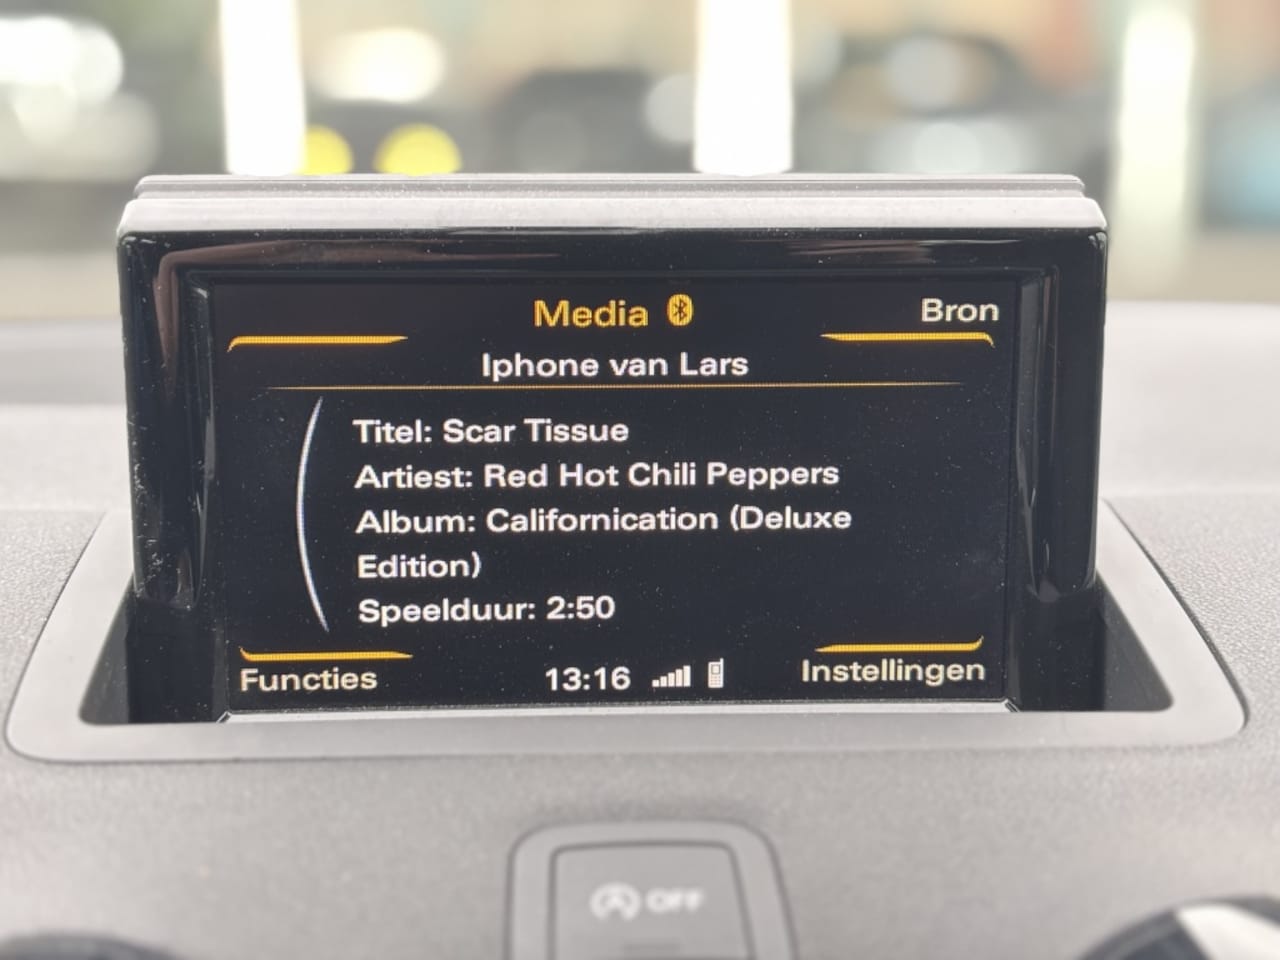 Media
Bron
Iphone van Lars
Titel: Scar Tissue
Artiest: Red Hot Chili Peppers
Album: Californication (Deluxe
Edition)
Speelduur: 2:50
Functies
13:16
Instellingen
A OFF